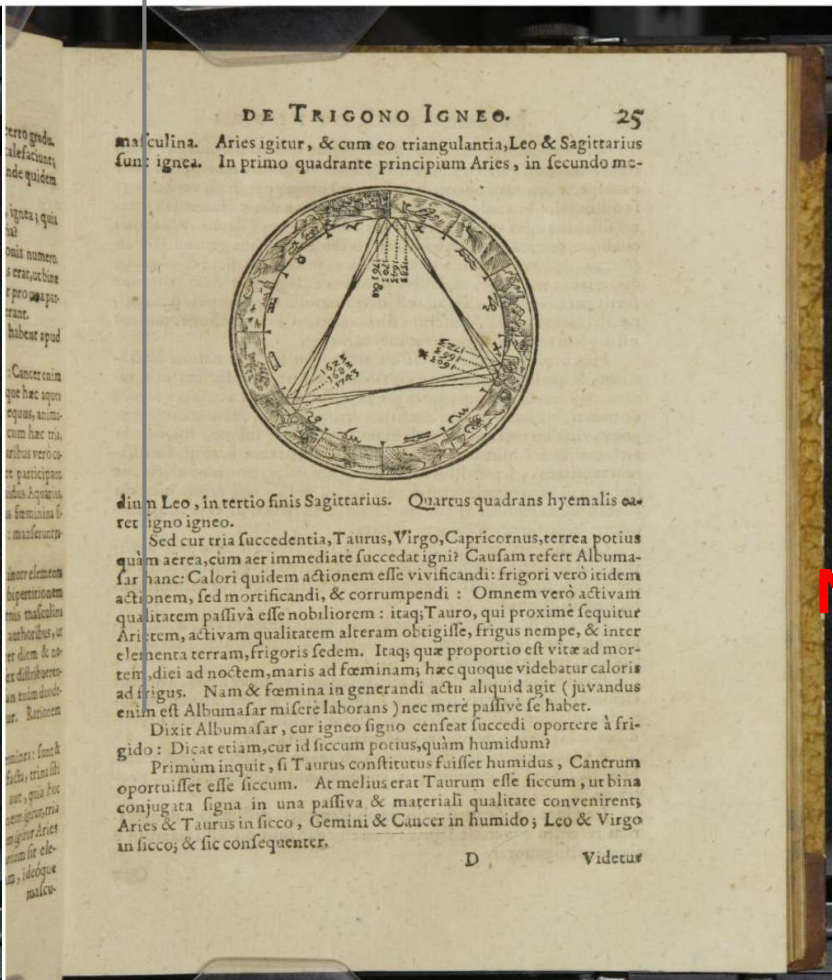 DE TRIGONO IGNEO. 25
masculina. Aries igitur, & cum eo triangulantia, Leo & Sagittarius
sunt ignea. In primo quadrante principium Aries, in secundo me-
dium Leo, in tertio finis Sagittarius. Quartus quadrans hyemalis ca-
ret signo igneo.
Sed cur tria succedentia, Taurus, Virgo, Capricornus, terrea potius
quàm aerea, cùm aer immediatè succedat igni? Causam refert Albuma-
sar hanc: Calori quidem actionem esse vivificandi: frigori verò itidem
actionem, sed mortificandi, & corrumpendi: Omnem verò activam
qualitatem passivâ esse nobiliorem: itaq; Tauro, qui proximè sequitur
Arietem, activam qualitatem alteram obtigisse, frigus nempe, & inter
elementa terram, frigoris sedem. Itaq; quæ proportio est vitæ ad mor-
tem, diei ad noctem, maris ad fœminam; hæc quoque videbatur caloris
ad frigus. Nam & fœmina in generandi actu aliquid agit (juvandus
enim est Albumasar miserè laborans) nec merè passivè se habet.
Dixit Albumasar, cur igneo signo censeat succedi oportere à fri-
gido: Dicat etiam, cur id siccum potius, quàm humidum?
Primùm inquit, si Taurus constitutus fuisset humidus, Cancrum
oportuisset esse siccum. At melius erat Taurum esse siccum, ut bina
conjugata signa in una passiva & materiali qualitate convenirent;
Aries & Taurus in sicco, Gemini & Cancer in humido; Leo & Virgo
in sicco; & sic consequenter.
D Videtur